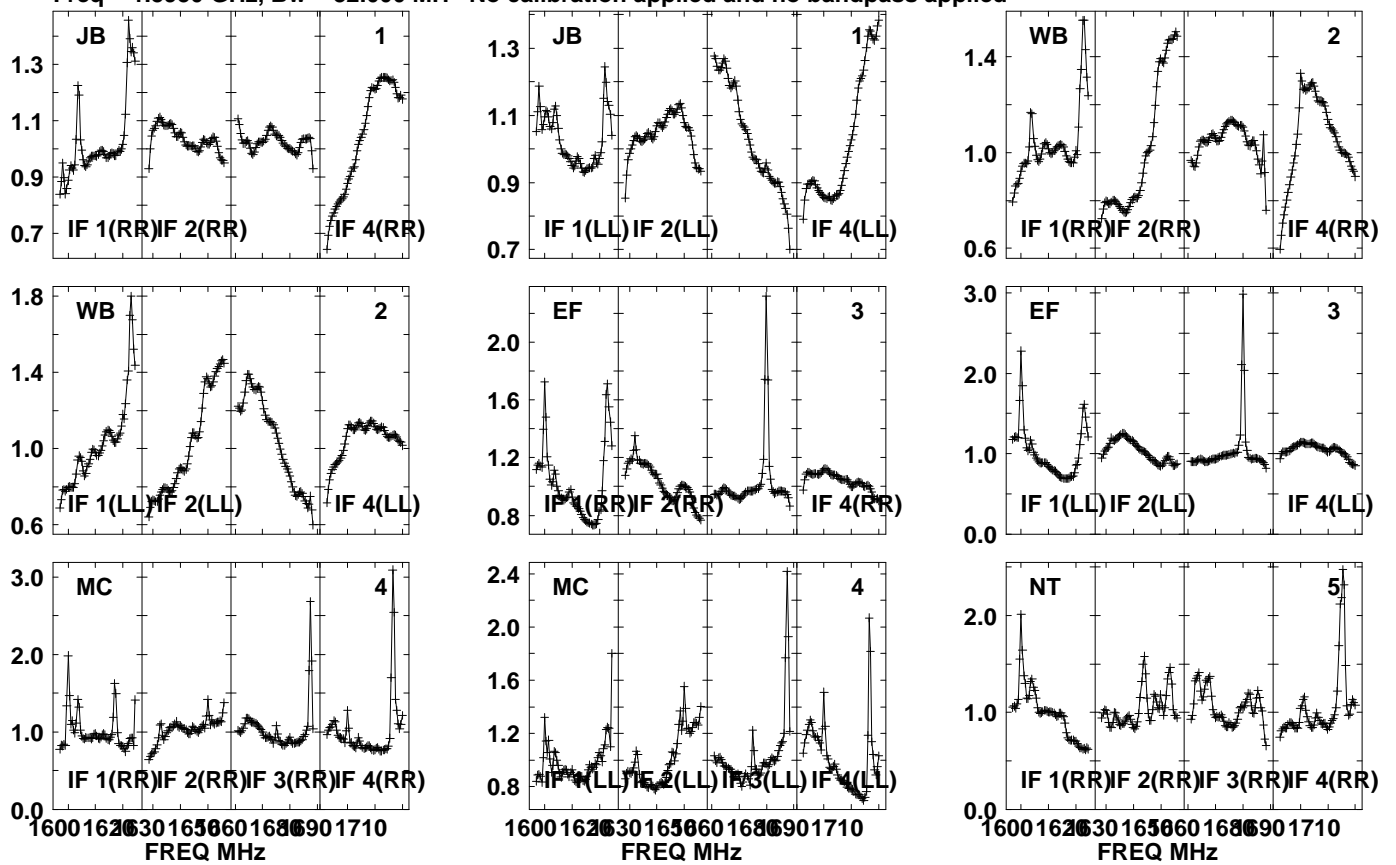 No calibration applied and no bandpass applied
JB 1
1.3
1.1
0.9
0.7
IF 1(RR) IF 2(RR) IF 4(RR)
JB 1
1.3
1.1
0.9
0.7
IF 1(LL) IF 2(LL) IF 4(LL)
WB 2
1.4
1.0
0.6
IF 1(RR) IF 2(RR) IF 4(RR)
WB 2
1.8
1.4
1.0
0.6
IF 1(LL) IF 2(LL) IF 4(LL)
EF 3
2.0
1.6
1.2
0.8
IF 1(RR) IF 2(RR) IF 4(RR)
EF 3
3.0
2.0
1.0
0.0
IF 1(LL) IF 2(LL) IF 4(LL)
MC 4
3.0
2.0
1.0
0.0
IF 1(RR) IF 2(RR) IF 3(RR) IF 4(RR)
1600 1620 1630 1650 1660 1680 1690 1710
FREQ MHz
MC 4
2.4
2.0
1.6
1.2
0.8
IF 1(LL) IF 2(LL) IF 3(LL) IF 4(LL)
1600 1620 1630 1650 1660 1680 1690 1710
FREQ MHz
NT 5
2.0
1.0
0.0
IF 1(RR) IF 2(RR) IF 3(RR) IF 4(RR)
1600 1620 1630 1650 1660 1680 1690 1710
FREQ MHz